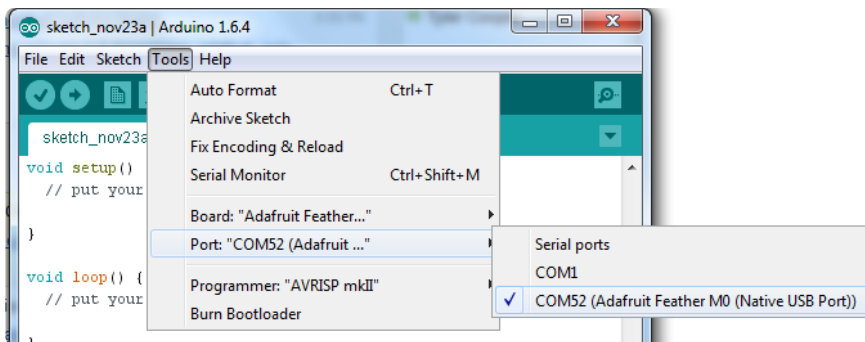 sketch_nov23a | Arduino 1.6.4
File Edit Sketch Tools Help
sketch_nov23a
void setup()
// put your
}
void loop() {
// put your
Auto Format Ctrl+T
Archive Sketch
Fix Encoding & Reload
Serial Monitor Ctrl+Shift+M
Board: "Adafruit Feather..."
Port: "COM52 (Adafruit ..."
Programmer: "AVRISP mkII"
Burn Bootloader
Serial ports
COM1
COM52 (Adafruit Feather M0 (Native USB Port))